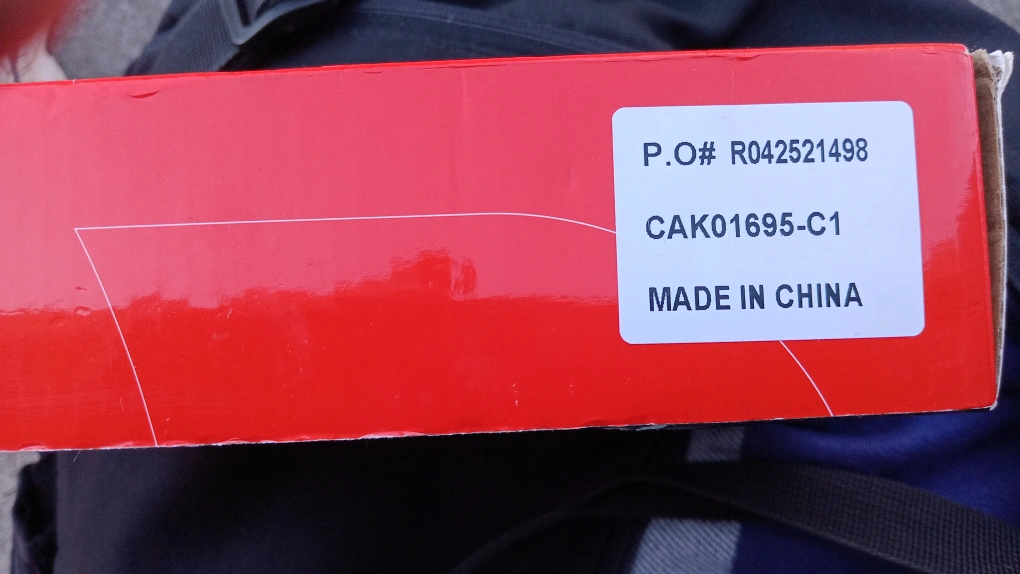 P.O# R042521498
CAK01695-C1
MADE IN CHINA